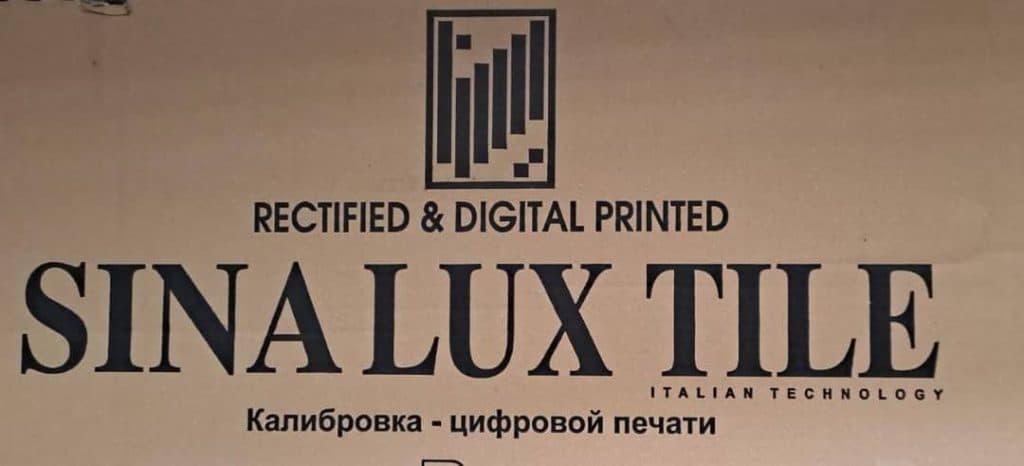 RECTIFIED & DIGITAL PRINTED
SINA LUX TILE
ITALIAN TECHNOLOGY
Калибровка - цифровой печати